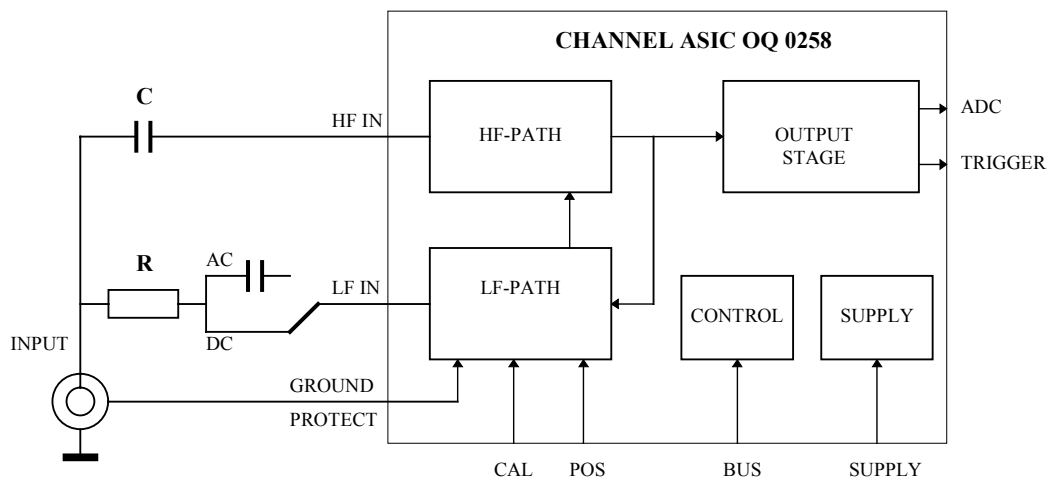 CHANNEL ASIC OQ 0258
C
HF IN
HF-PATH
OUTPUT
STAGE
ADC
TRIGGER
R
AC
DC
LF IN
LF-PATH
CONTROL
SUPPLY
INPUT
GROUND
PROTECT
CAL
POS
BUS
SUPPLY